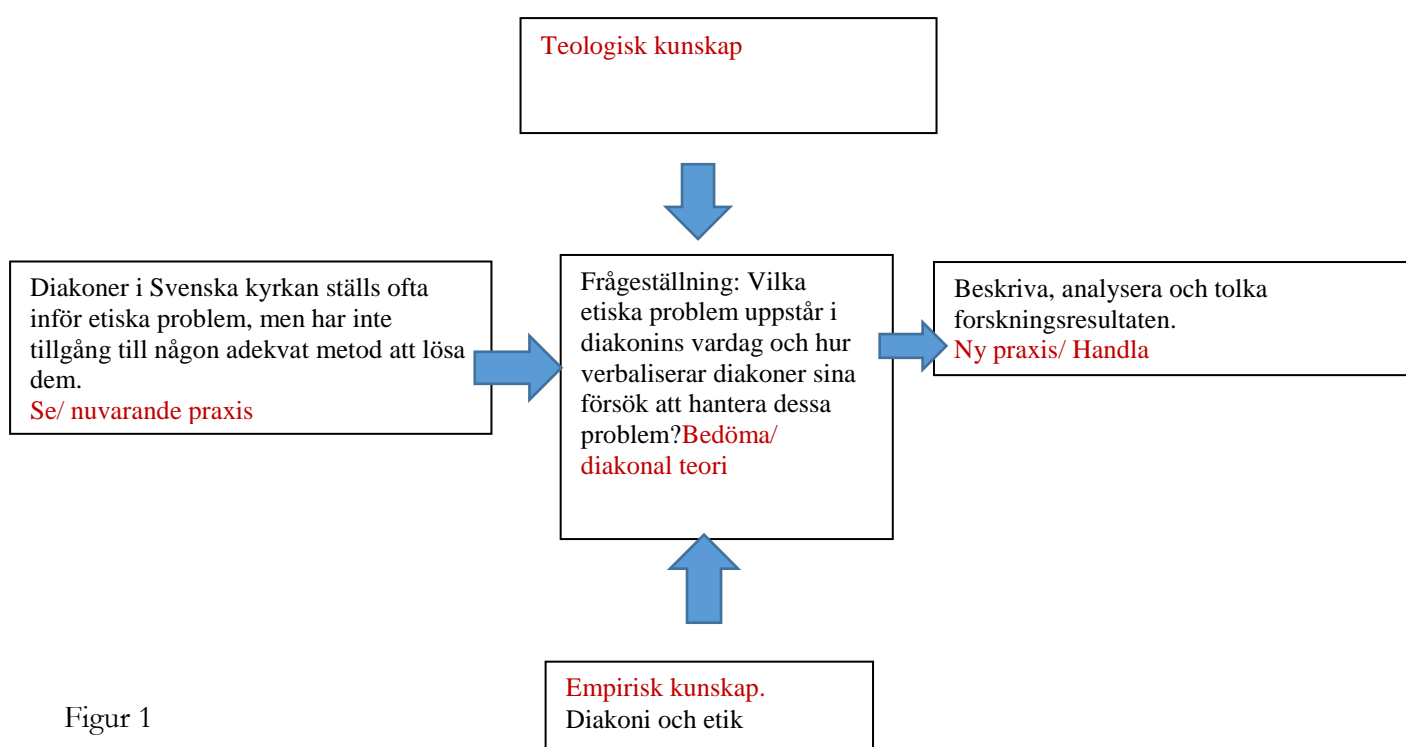 Teologisk kunskap
Diakoner i Svenska kyrkan ställs ofta
inför etiska problem, men har inte
tillgång till någon adekvat metod att lösa
dem.
Se/ nuvarande praxis
Frågeställning: Vilka
etiska problem uppstår i
diakonins vardag och hur
verbaliserar diakoner sina
försök att hantera dessa
problem?Bedöma/
diakonal teori
Beskriva, analysera och tolka
forskningsresultaten.
Ny praxis/ Handla
Empirisk kunskap.
Diakoni och etik
Figur 1